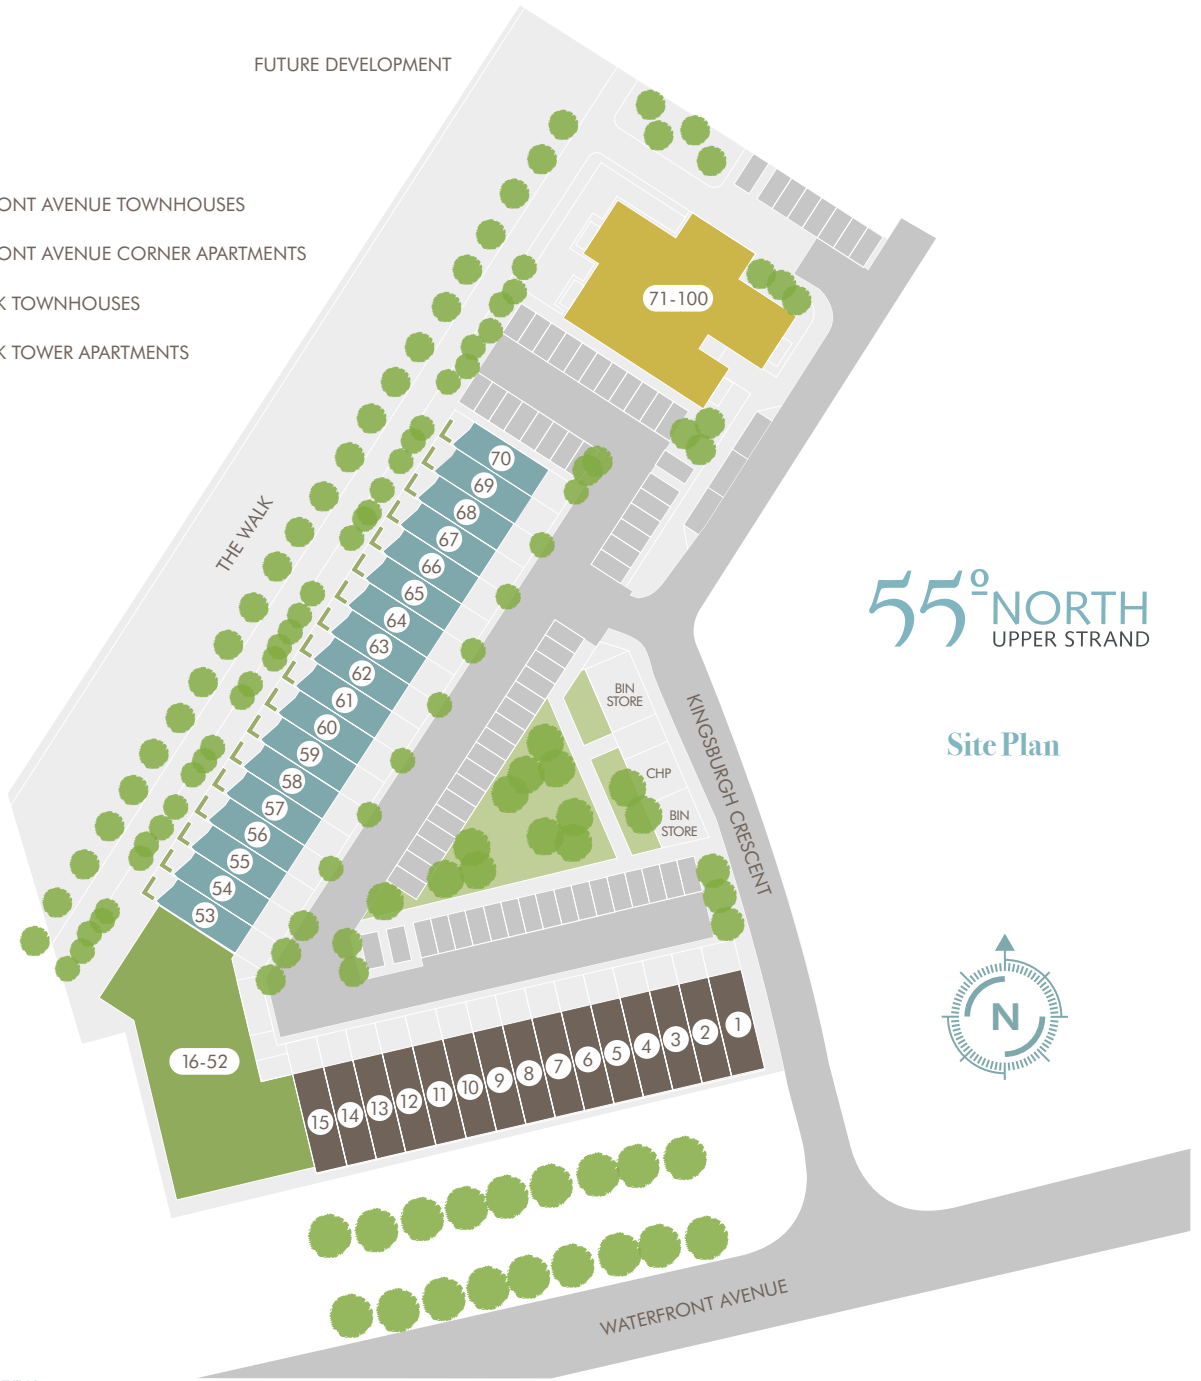 FUTURE DEVELOPMENT
ONT AVENUE TOWNHOUSES
ONT AVENUE CORNER APARTMENTS
K TOWNHOUSES
K TOWER APARTMENTS
71-100
THE WALK
70
69
68
67
66
65
64
63
62
61
60
59
58
57
56
55
54
53
55º NORTH
UPPER STRAND
Site Plan
BIN
STORE
CHP
BIN
STORE
KINGSBURGH CRESCENT
N
16-52
15
14
13
12
11
10
9
8
7
6
5
4
3
2
1
WATERFRONT AVENUE